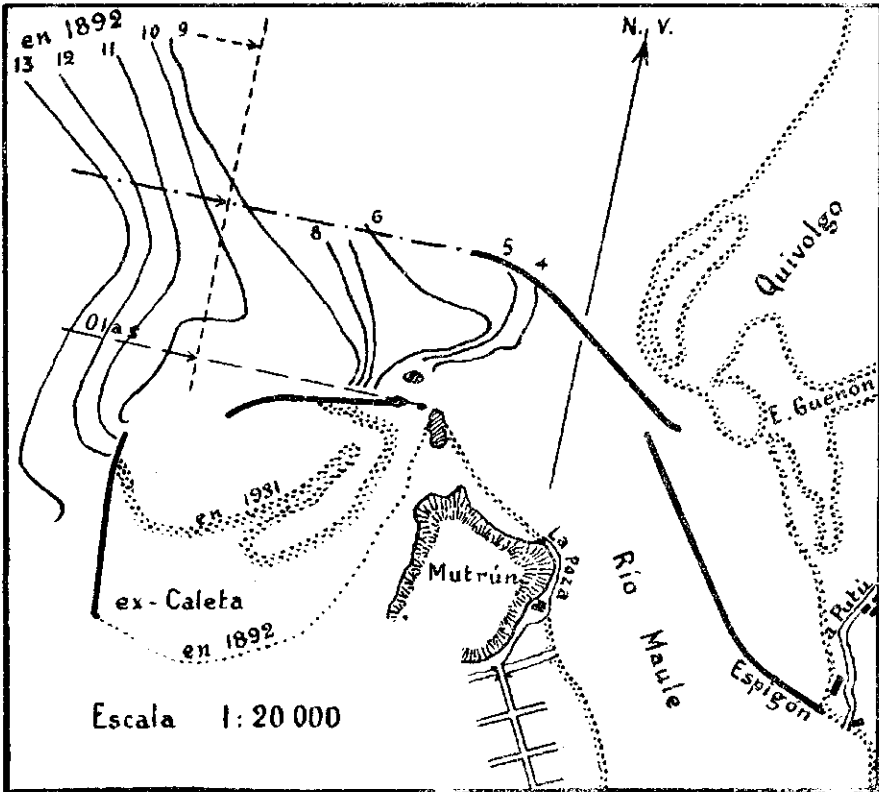 en 1892
13 12 11 10 9
N. V.
Quivolgo
6
8
5
4
Olas
E. Guenón
en 1931
La Poza
Mutrún
Río
Maule
ex-Caleta
en 1892
a Putú
Espigón
Escala 1:20 000